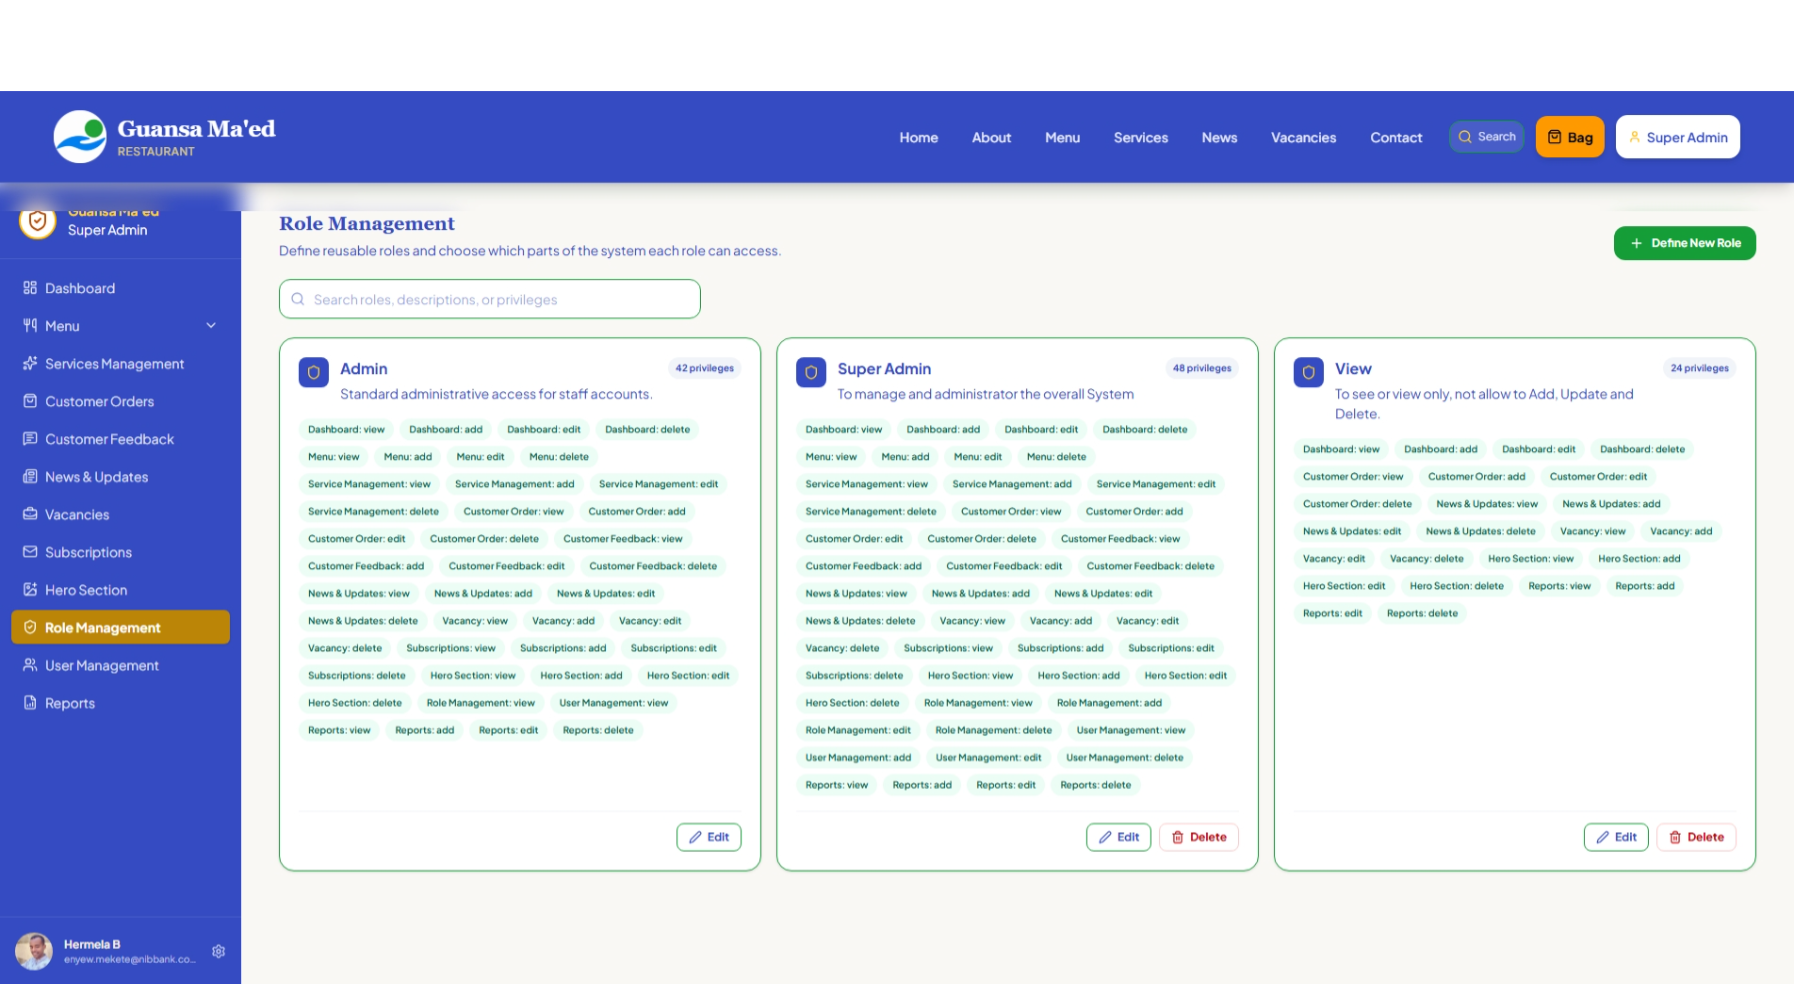 Guansa Ma'ed
RESTAURANT
Home About Menu Services News Vacancies Contact Search Bag Super Admin
Guansa Ma'ed
Super Admin
Dashboard
Menu
Services Management
Customer Orders
Customer Feedback
News & Updates
Vacancies
Subscriptions
Hero Section
Role Management
User Management
Reports
Hermela B
enyew.mekete@nibbank.co...
Role Management
Define reusable roles and choose which parts of the system each role can access.
+ Define New Role
Search roles, descriptions, or privileges
Admin 42 privileges
Standard administrative access for staff accounts.
Dashboard: view Dashboard: add Dashboard: edit Dashboard: delete
Menu: view Menu: add Menu: edit Menu: delete
Service Management: view Service Management: add Service Management: edit
Service Management: delete Customer Order: view Customer Order: add
Customer Order: edit Customer Order: delete Customer Feedback: view
Customer Feedback: add Customer Feedback: edit Customer Feedback: delete
News & Updates: view News & Updates: add News & Updates: edit
News & Updates: delete Vacancy: view Vacancy: add Vacancy: edit
Vacancy: delete Subscriptions: view Subscriptions: add Subscriptions: edit
Subscriptions: delete Hero Section: view Hero Section: add Hero Section: edit
Hero Section: delete Role Management: view User Management: view
Reports: view Reports: add Reports: edit Reports: delete
Edit
Super Admin 48 privileges
To manage and administrator the overall System
Dashboard: view Dashboard: add Dashboard: edit Dashboard: delete
Menu: view Menu: add Menu: edit Menu: delete
Service Management: view Service Management: add Service Management: edit
Service Management: delete Customer Order: view Customer Order: add
Customer Order: edit Customer Order: delete Customer Feedback: view
Customer Feedback: add Customer Feedback: edit Customer Feedback: delete
News & Updates: view News & Updates: add News & Updates: edit
News & Updates: delete Vacancy: view Vacancy: add Vacancy: edit
Vacancy: delete Subscriptions: view Subscriptions: add Subscriptions: edit
Subscriptions: delete Hero Section: view Hero Section: add Hero Section: edit
Hero Section: delete Role Management: view Role Management: add
Role Management: edit Role Management: delete User Management: view
User Management: add User Management: edit User Management: delete
Reports: view Reports: add Reports: edit Reports: delete
Edit Delete
View 24 privileges
To see or view only, not allow to Add, Update and
Delete.
Dashboard: view Dashboard: add Dashboard: edit Dashboard: delete
Customer Order: view Customer Order: add Customer Order: edit
Customer Order: delete News & Updates: view News & Updates: add
News & Updates: edit News & Updates: delete Vacancy: view Vacancy: add
Vacancy: edit Vacancy: delete Hero Section: view Hero Section: add
Hero Section: edit Hero Section: delete Reports: view Reports: add
Reports: edit Reports: delete
Edit Delete